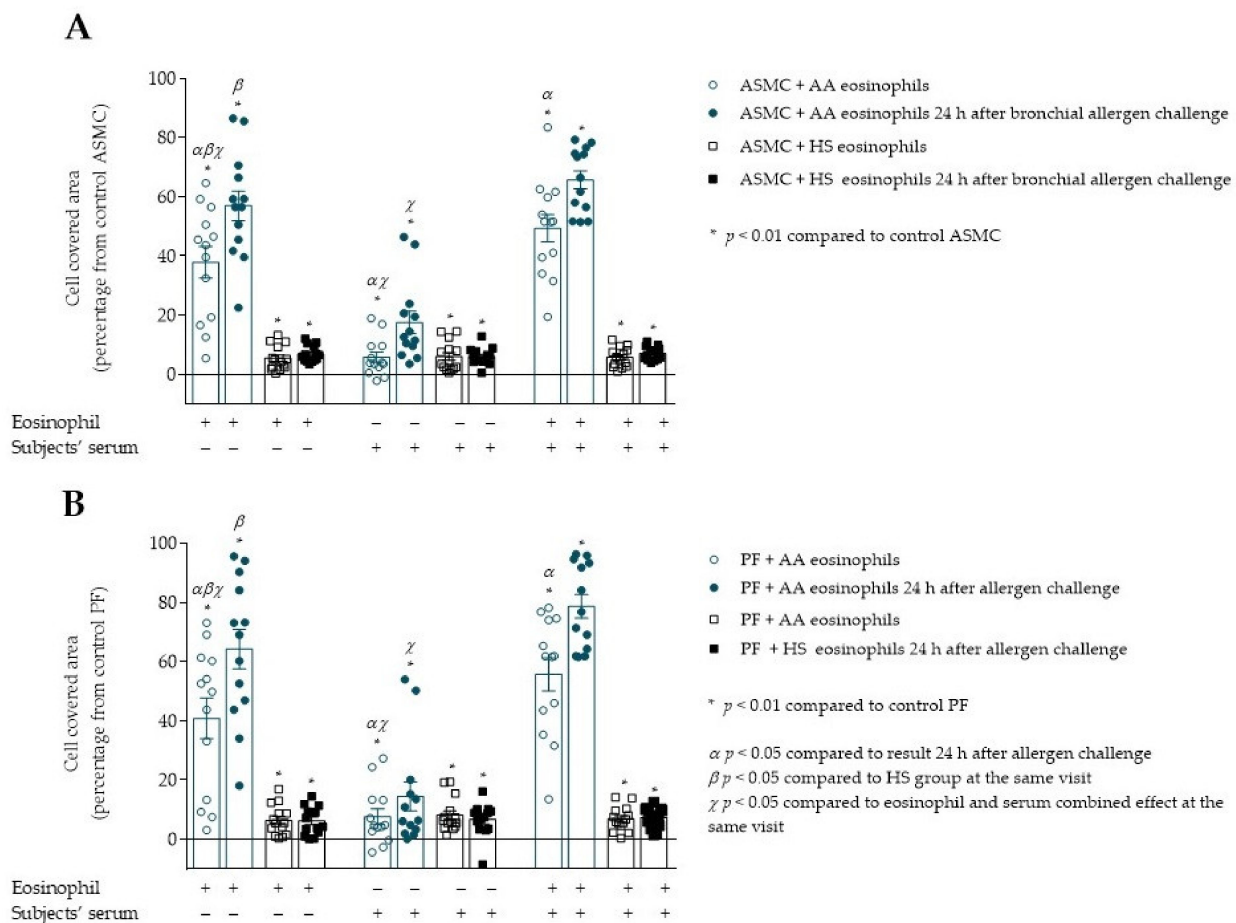 A
Cell covered area
(percentage from control ASMC)
100
80
60
40
20
0
αβχ
*
β
*
*
*
αχ
*
χ
*
*
*
α
*
*
*
*
Eosinophil + + + + − − − − + + + +
Subjects' serum − − − − + + + + + + + +
ASMC + AA eosinophils
ASMC + AA eosinophils 24 h after bronchial allergen challenge
ASMC + HS eosinophils
ASMC + HS eosinophils 24 h after bronchial allergen challenge
* p < 0.01 compared to control ASMC
B
Cell covered area
(percentage from control PF)
100
80
60
40
20
0
αβχ
*
β
*
*
*
αχ
*
χ
*
*
*
α
*
*
*
*
Eosinophil + + + + − − − − + + + +
Subjects' serum − − − − + + + + + + + +
PF + AA eosinophils
PF + AA eosinophils 24 h after allergen challenge
PF + AA eosinophils
PF + HS eosinophils 24 h after allergen challenge
* p < 0.01 compared to control PF
α p < 0.05 compared to result 24 h after allergen challenge
β p < 0.05 compared to HS group at the same visit
χ p < 0.05 compared to eosinophil and serum combined effect at the
same visit